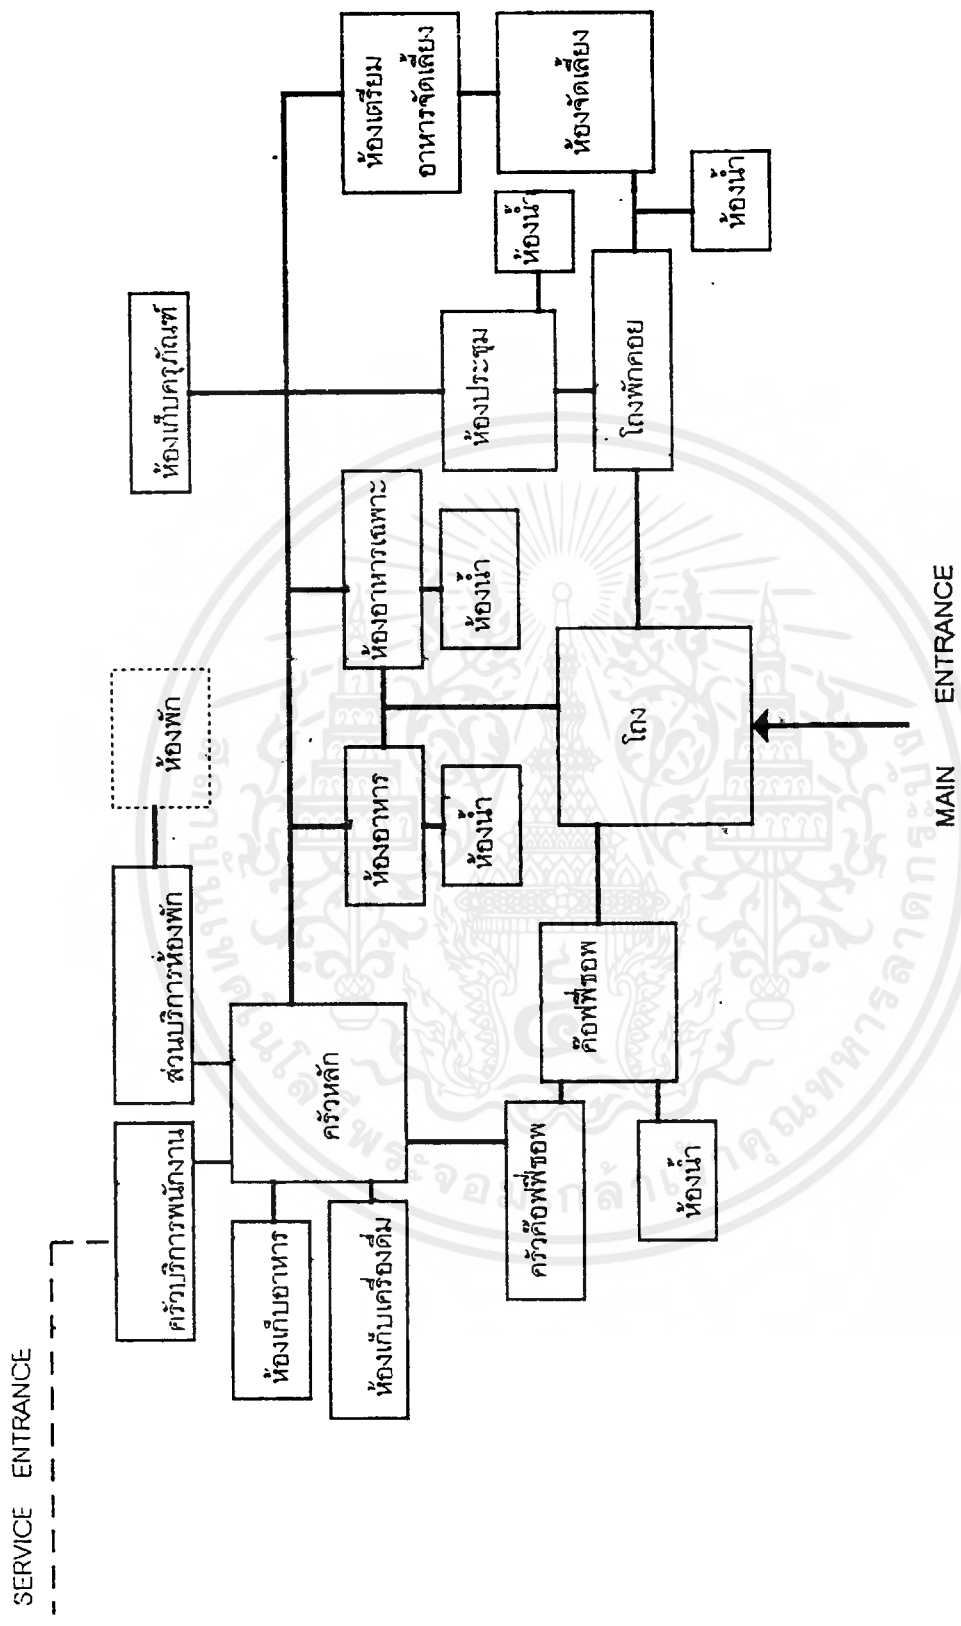 SERVICE ENTRANCE
ครัวบริการพนักงาน
ส่วนบริการห้องพัก
ห้องพัก
ห้องเก็บครุภัณฑ์
ห้องเก็บอาหาร
ห้องเก็บเครื่องดื่ม
ครัวหลัก
ห้องอาหาร
ห้องน้ำ
ห้องอาหารเฉพาะ
ห้องน้ำ
ห้องประชุม
ห้องน้ำ
ห้องเตรียม
อาหารจัดเลี้ยง
ห้องจัดเลี้ยง
ห้องน้ำ
ครัวค๊อฟฟี่ชอพ
ค๊อฟฟี่ชอพ
ห้องน้ำ
โถง
โถงพักคอย
MAIN ENTRANCE